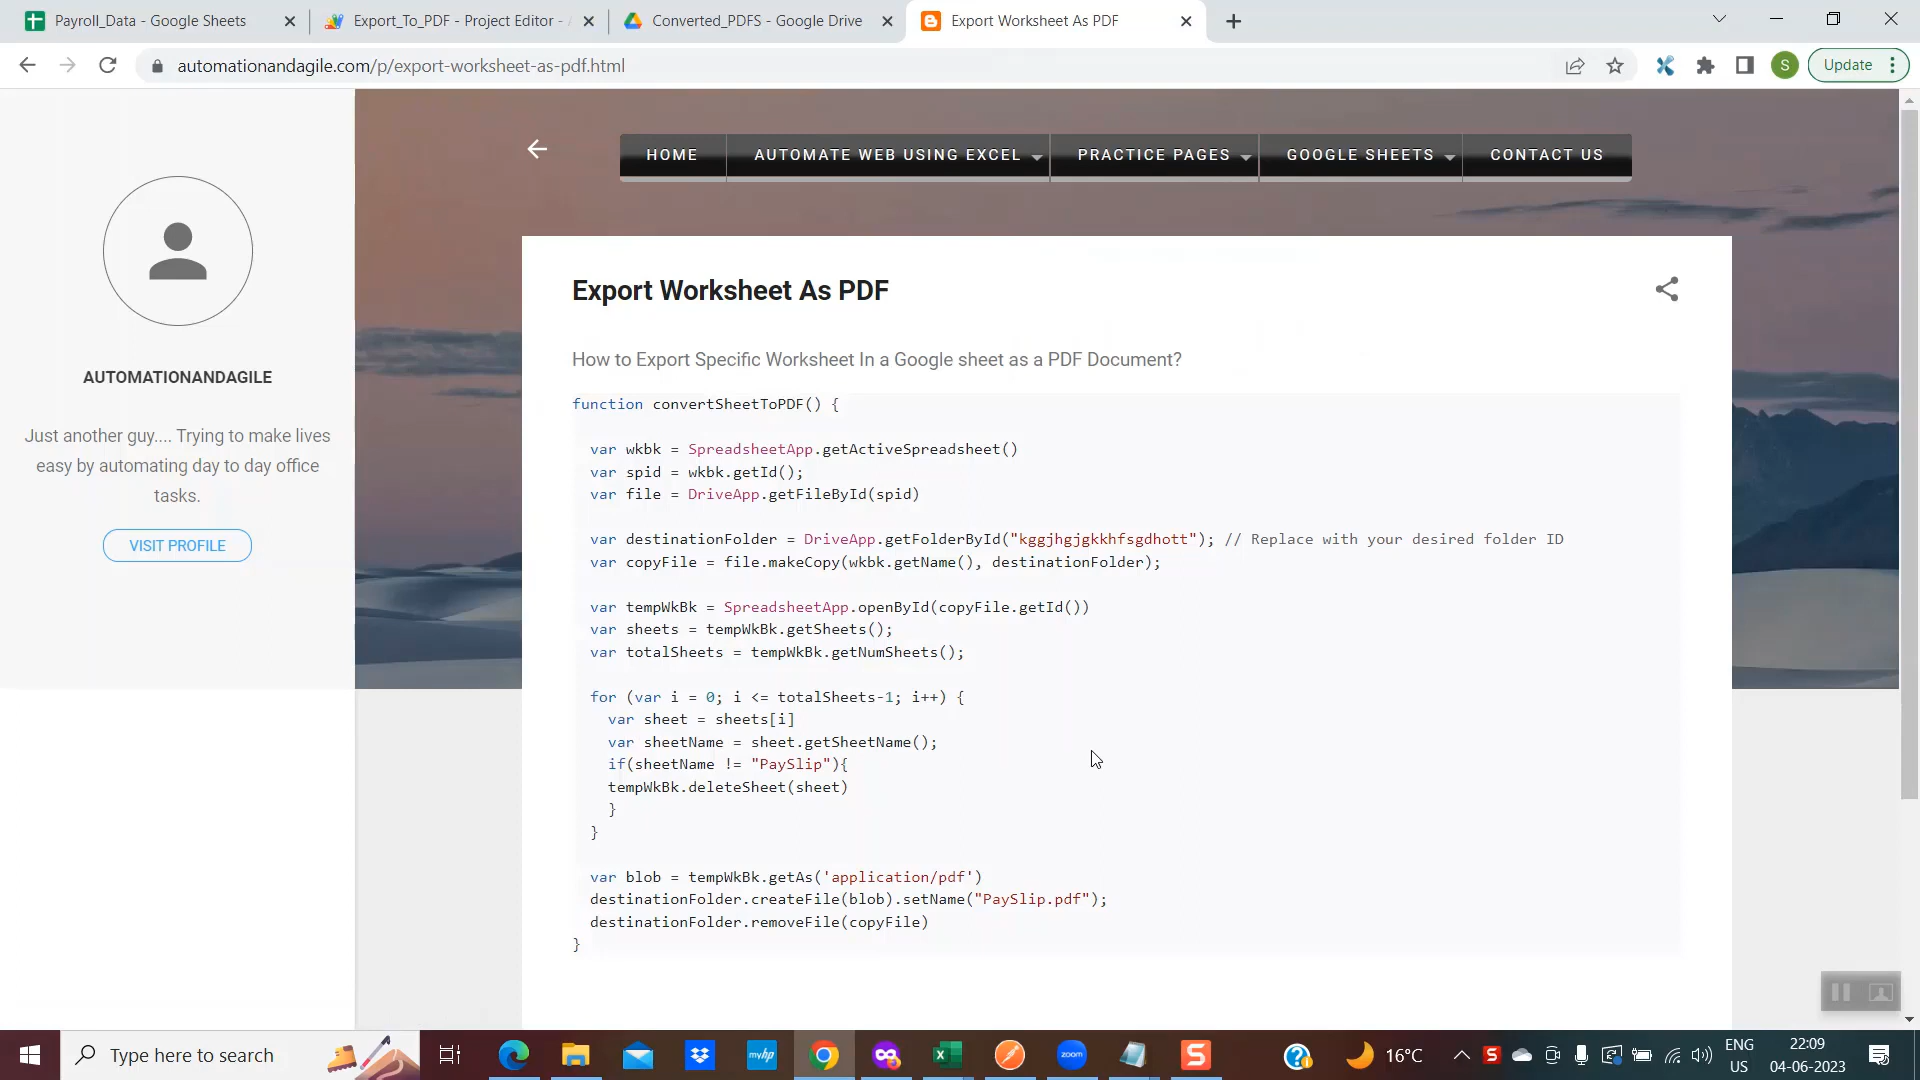 Payroll_Data - Google Sheets
Export_To_PDF - Project Editor -
Converted_PDFS - Google Drive
Export Worksheet As PDF
automationandagile.com/p/export-worksheet-as-pdf.html
S
Update
HOME
AUTOMATE WEB USING EXCEL
PRACTICE PAGES
GOOGLE SHEETS
CONTACT US
AUTOMATIONANDAGILE
Just another guy.... Trying to make lives
easy by automating day to day office
tasks.
VISIT PROFILE
Export Worksheet As PDF
How to Export Specific Worksheet In a Google sheet as a PDF Document?
function convertSheetToPDF() {
var wkbk = SpreadsheetApp.getActiveSpreadsheet()
var spid = wkbk.getId();
var file = DriveApp.getFileById(spid)
var destinationFolder = DriveApp.getFolderById("kggjhgjgkkhfsgdhott"); // Replace with your desired folder ID
var copyFile = file.makeCopy(wkbk.getName(), destinationFolder);
var tempWkBk = SpreadsheetApp.openById(copyFile.getId())
var sheets = tempWkBk.getSheets();
var totalSheets = tempWkBk.getNumSheets();
for (var i = 0; i <= totalSheets-1; i++) {
var sheet = sheets[i]
var sheetName = sheet.getSheetName();
if(sheetName != "PaySlip"){
tempWkBk.deleteSheet(sheet)
}
}
var blob = tempWkBk.getAs('application/pdf')
destinationFolder.createFile(blob).setName("PaySlip.pdf");
destinationFolder.removeFile(copyFile)
}
Type here to search
myhp
zoom
S
16°C
S
ENG
US
22:09
04-06-2023